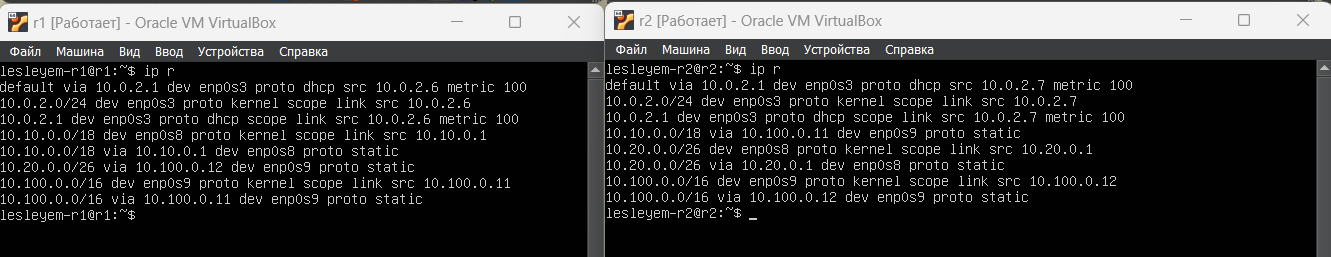 r1 [Работает] - Oracle VM VirtualBox
Файл Машина Вид Ввод Устройства Справка
lesleyem-r1@r1:~$ ip r
default via 10.0.2.1 dev enp0s3 proto dhcp src 10.0.2.6 metric 100
10.0.2.0/24 dev enp0s3 proto kernel scope link src 10.0.2.6
10.0.2.1 dev enp0s3 proto dhcp scope link src 10.0.2.6 metric 100
10.10.0.0/18 dev enp0s8 proto kernel scope link src 10.10.0.1
10.10.0.0/18 via 10.10.0.1 dev enp0s8 proto static
10.20.0.0/26 via 10.100.0.12 dev enp0s9 proto static
10.100.0.0/16 dev enp0s9 proto kernel scope link src 10.100.0.11
10.100.0.0/16 via 10.100.0.11 dev enp0s9 proto static
lesleyem-r1@r1:~$
r2 [Работает] - Oracle VM VirtualBox
Файл Машина Вид Ввод Устройства Справка
lesleyem-r2@r2:~$ ip r
default via 10.0.2.1 dev enp0s3 proto dhcp src 10.0.2.7 metric 100
10.0.2.0/24 dev enp0s3 proto kernel scope link src 10.0.2.7
10.0.2.1 dev enp0s3 proto dhcp scope link src 10.0.2.7 metric 100
10.10.0.0/18 via 10.100.0.11 dev enp0s9 proto static
10.20.0.0/26 dev enp0s8 proto kernel scope link src 10.20.0.1
10.20.0.0/26 via 10.20.0.1 dev enp0s8 proto static
10.100.0.0/16 dev enp0s9 proto kernel scope link src 10.100.0.12
10.100.0.0/16 via 10.100.0.12 dev enp0s9 proto static
lesleyem-r2@r2:~$ _